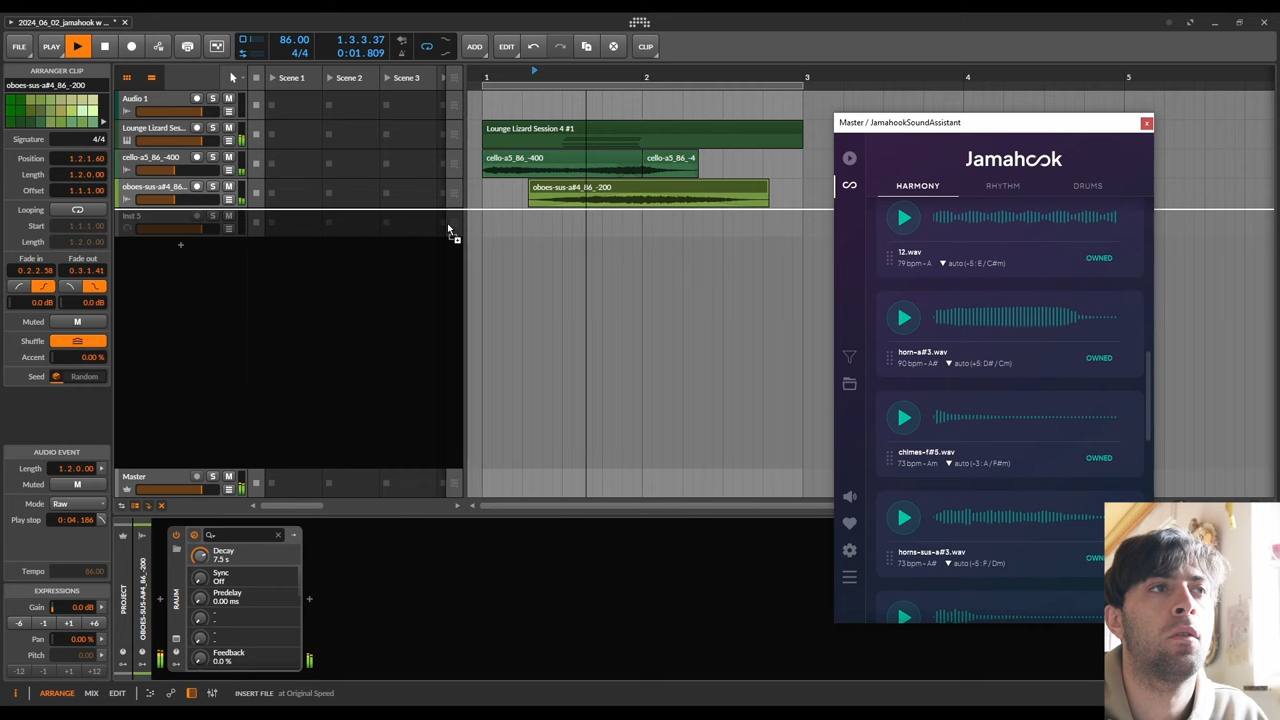 2024_06_02_jamahook w ... *
FILE
PLAY
86.00
4/4
1.3.3.37
0:01.809
ADD
EDIT
CLIP
ARRANGER CLIP
oboes-sus-a#4_86_-200
Signature 4/4
Position 1.2.1.60
Length 1.2.0.00
Offset 1.1.1.00
Looping
Start 1.1.1.00
Length 1.2.0.00
Fade in Fade out
0.2.2.58 0.3.1.41
0.0 dB 0.0 dB
Muted M
Shuffle
Accent 0.00 %
Seed Random
AUDIO EVENT
Length 1.2.0.00
Muted M
Mode Raw
Play stop 0:04.186
Tempo 86.00
EXPRESSIONS
Gain 0.0 dB
-6 -1 +1 +6
Pan 0.00 %
Pitch 0.00
-12 -1 +1 +12
Scene 1 Scene 2 Scene 3
Audio 1 S M
Lounge Lizard Ses... S M
cello-a5_86_-400 S M
oboes-sus-a#4_86... S M
Inst 5 S M
+
Master S M
1 2 3 4 5
Lounge Lizard Session 4 #1
cello-a5_86_-400 cello-a5_86_-4
oboes-sus-a#4_86_-200
Master / JamahookSoundAssistant
Jamahook
HARMONY RHYTHM DRUMS
12.wav
79 bpm - A ▼ auto (-5: E / C#m)
OWNED
horn-a#3.wav
90 bpm - A# ▼ auto (+5: D# / Cm)
OWNED
chimes-f#5.wav
73 bpm - Am ▼ auto (-3: A / F#m)
OWNED
horns-sus-a#3.wav
73 bpm - A# ▼ auto (-5: F / Dm)
PROJECT
OBOES-SUS-A#4_86_-200
RAUM
Decay
7.5 s
Sync
Off
Predelay
0.00 ms
-
-
-
-
Feedback
0.0 %
ARRANGE MIX EDIT
INSERT FILE at Original Speed